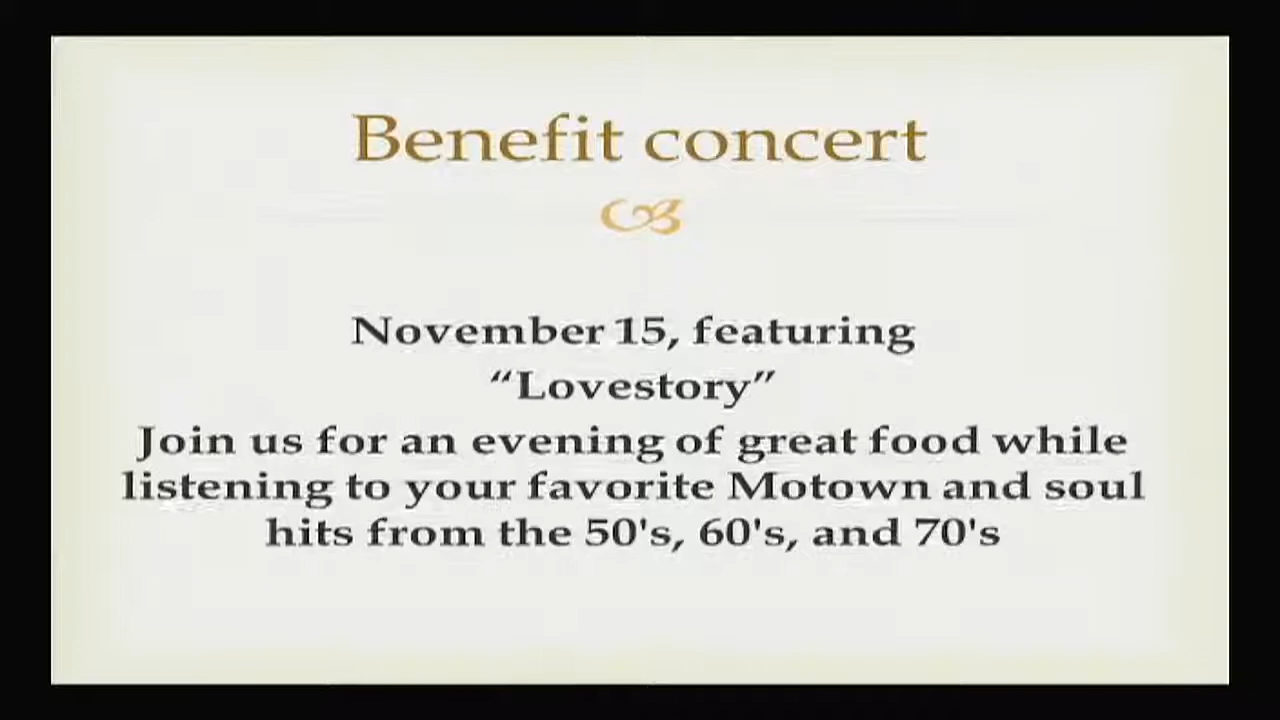 Benefit concert
November 15, featuring
“Lovestory”
Join us for an evening of great food while
listening to your favorite Motown and soul
hits from the 50's, 60's, and 70's